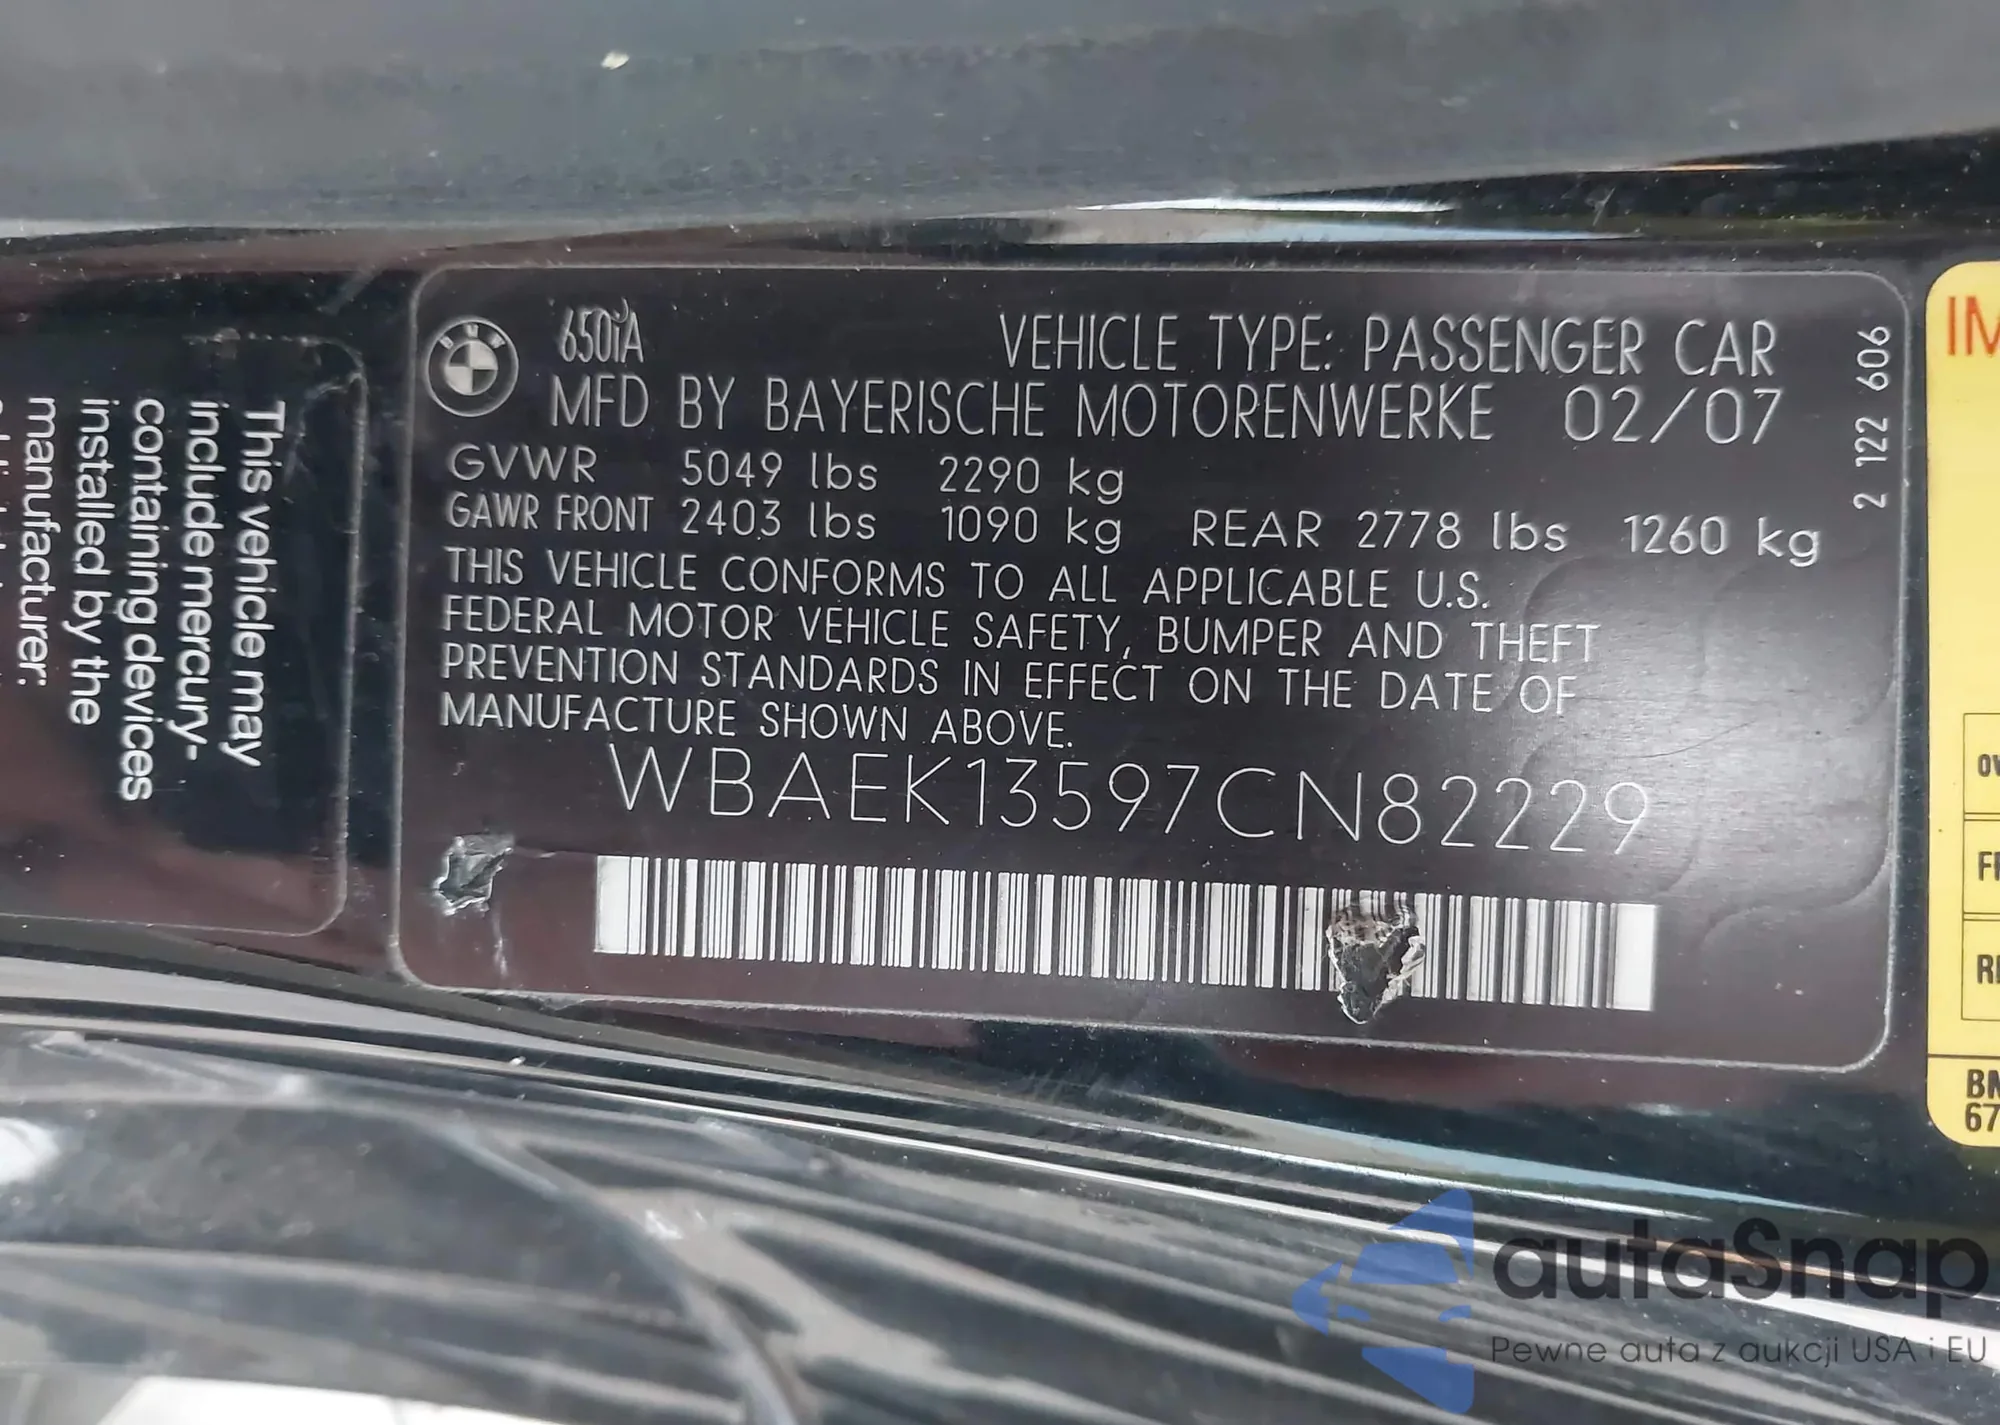 650iA
VEHICLE TYPE: PASSENGER CAR
MFD BY BAYERISCHE MOTORENWERKE 02/07
GVWR 5049 lbs 2290 kg
GAWR FRONT 2403 lbs 1090 kg REAR 2778 lbs 1260 kg
THIS VEHICLE CONFORMS TO ALL APPLICABLE U.S.
FEDERAL MOTOR VEHICLE SAFETY, BUMPER AND THEFT
PREVENTION STANDARDS IN EFFECT ON THE DATE OF
MANUFACTURE SHOWN ABOVE.
WBAEK13597CN82229
2 122 606
This vehicle may
include mercury-
containing devices
installed by the
manufacturer.
BMW
IM
67
autaSnap
Pewne auta z aukcji USA i EU